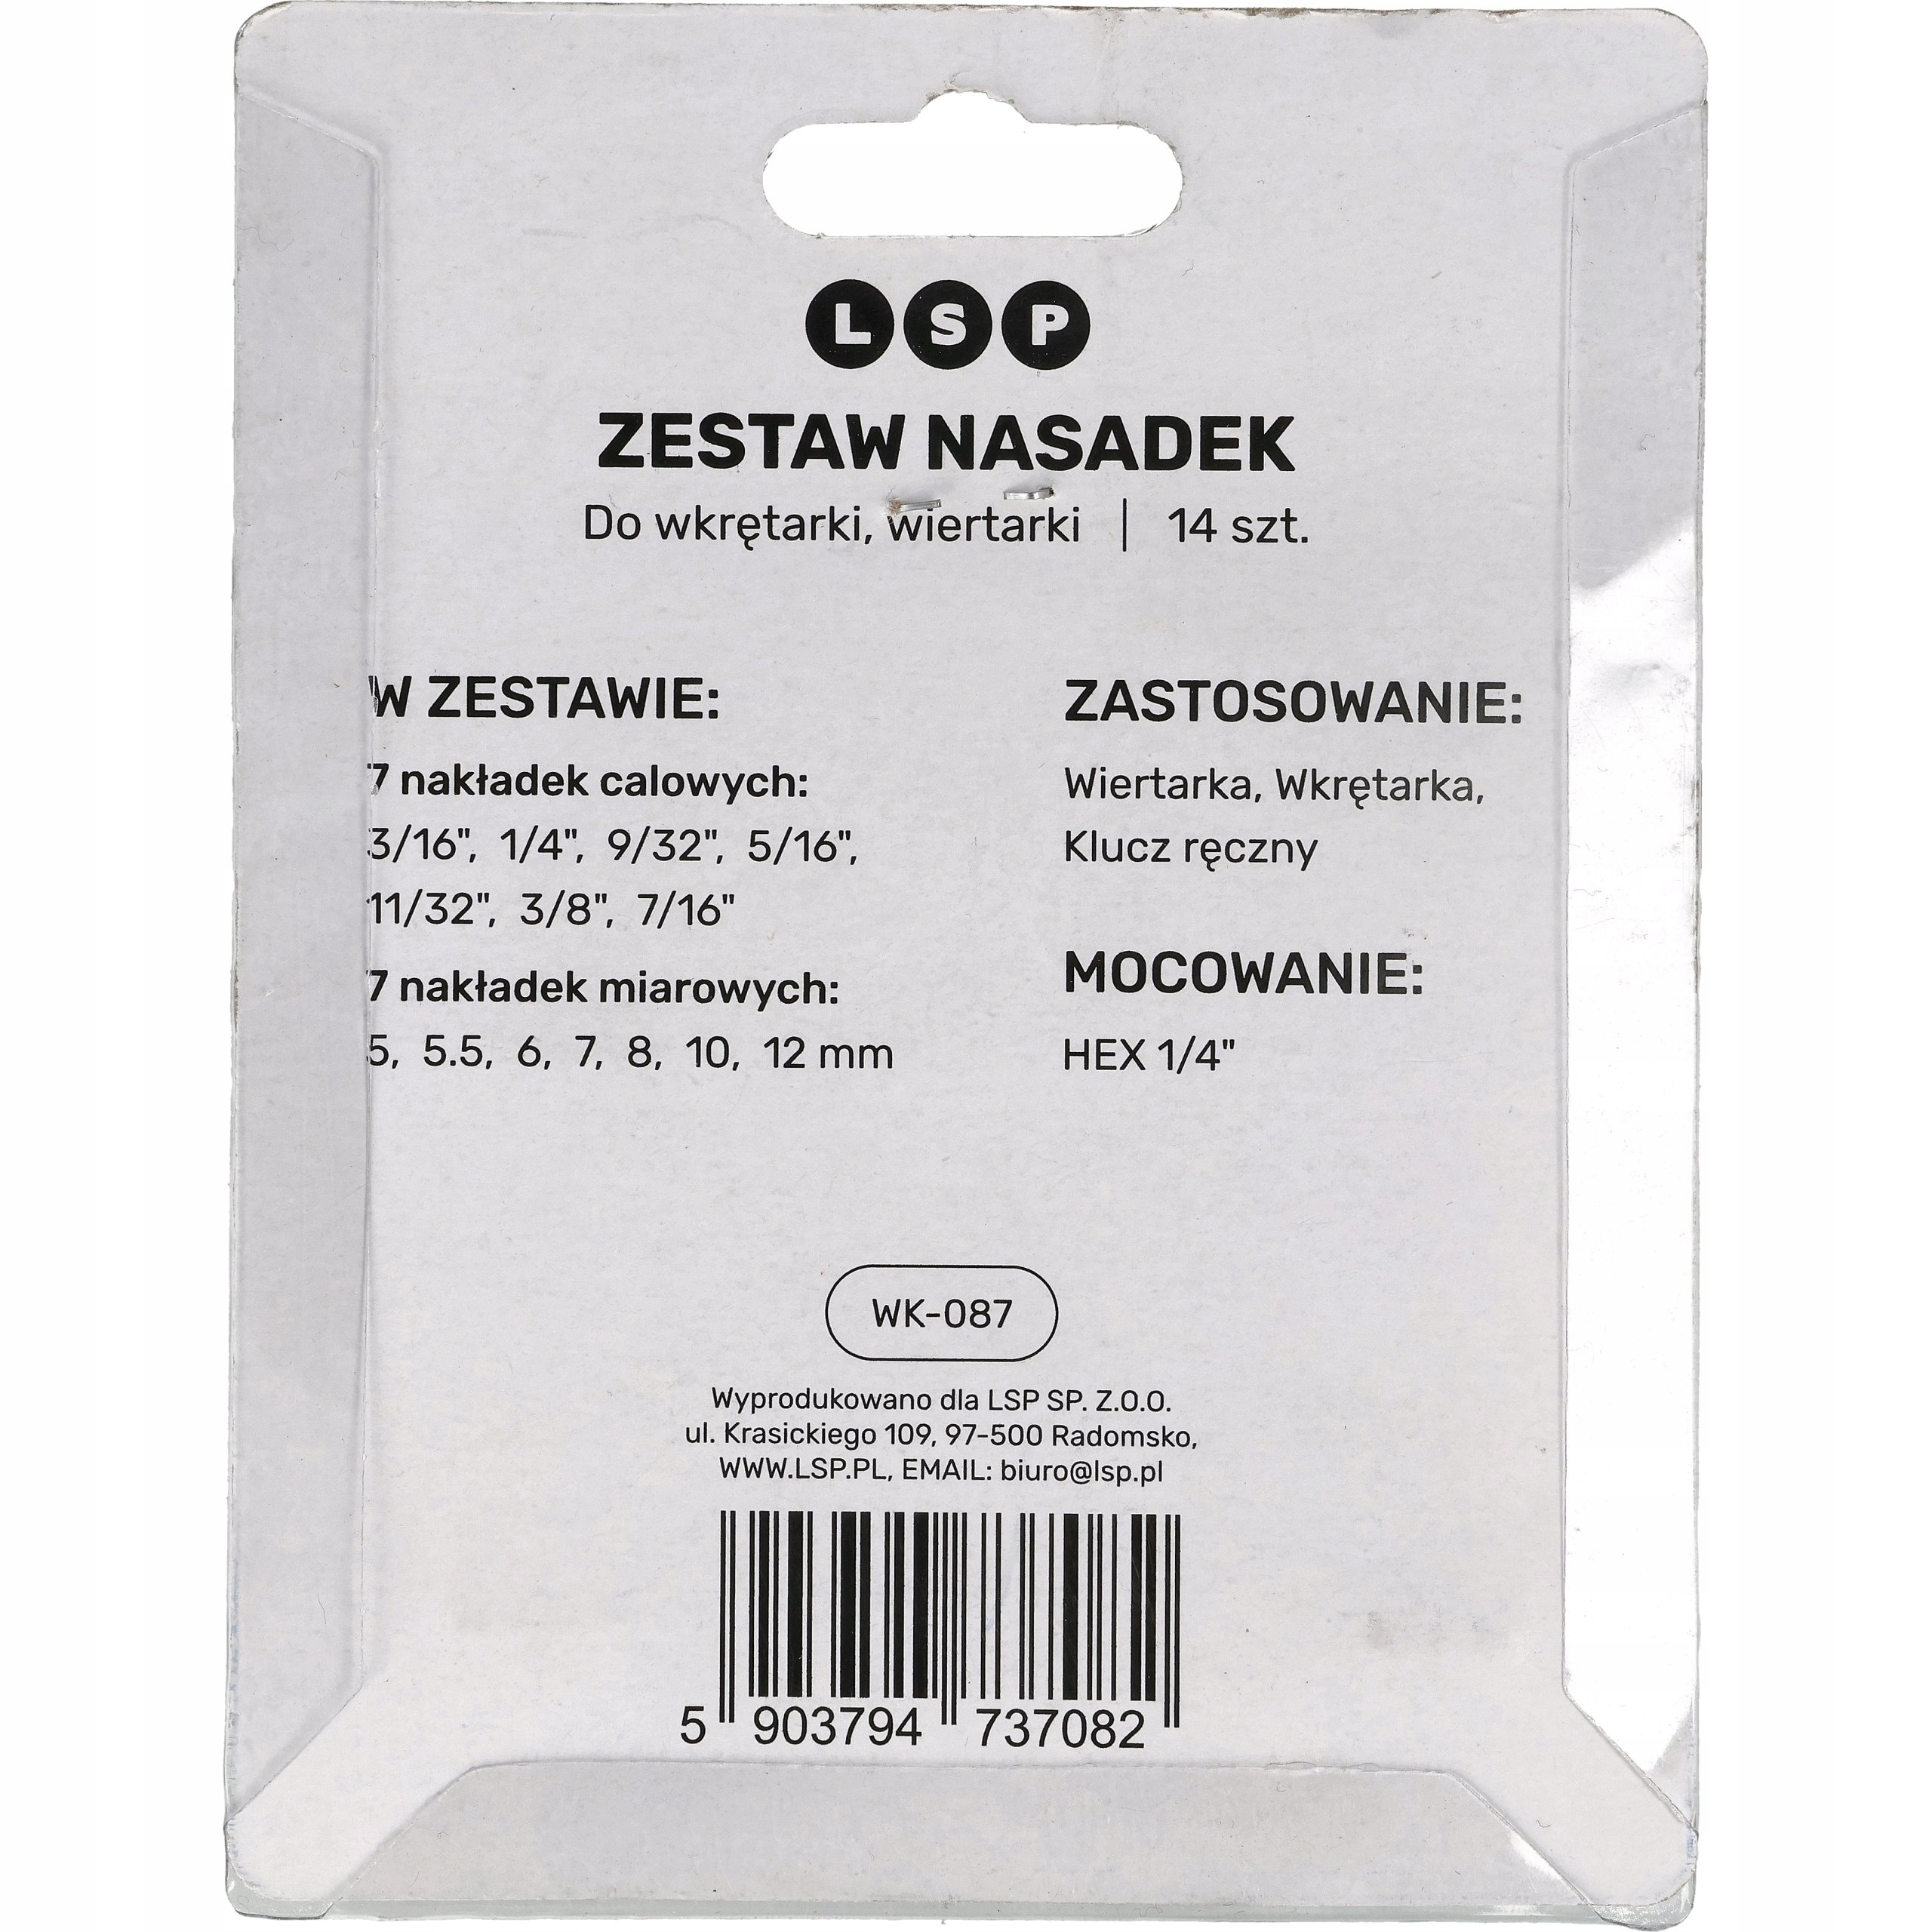 LSP
ZESTAW NASADEK
Do wkrętarki, wiertarki | 14 szt.
W ZESTAWIE:
7 nakładek calowych:
3/16", 1/4", 9/32", 5/16",
11/32", 3/8", 7/16"
7 nakładek miarowych:
5, 5.5, 6, 7, 8, 10, 12 mm
ZASTOSOWANIE:
Wiertarka, Wkrętarka,
Klucz ręczny
MOCOWANIE:
HEX 1/4"
WK-087
Wyprodukowano dla LSP SP. Z.O.O.
ul. Krasickiego 109, 97-500 Radomsko,
WWW.LSP.PL, EMAIL: biuro@lsp.pl
5 903794 737082